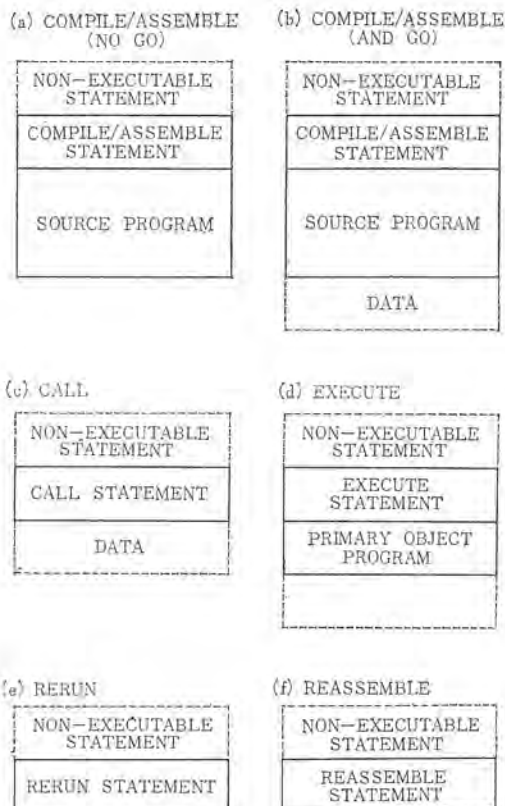 (a) COMPILE/ASSEMBLE
(NO GO)
NON-EXECUTABLE
STATEMENT
COMPILE/ASSEMBLE
STATEMENT
SOURCE PROGRAM
(b) COMPILE/ASSEMBLE
(AND GO)
NON-EXECUTABLE
STATEMENT
COMPILE/ASSEMBLE
STATEMENT
SOURCE PROGRAM
DATA
(c) CALL
NON-EXECUTABLE
STATEMENT
CALL STATEMENT
DATA
(d) EXECUTE
NON-EXECUTABLE
STATEMENT
EXECUTE
STATEMENT
PRIMARY OBJECT
PROGRAM
(e) RERUN
NON-EXECUTABLE
STATEMENT
RERUN STATEMENT
(f) REASSEMBLE
NON-EXECUTABLE
STATEMENT
REASSEMBLE
STATEMENT